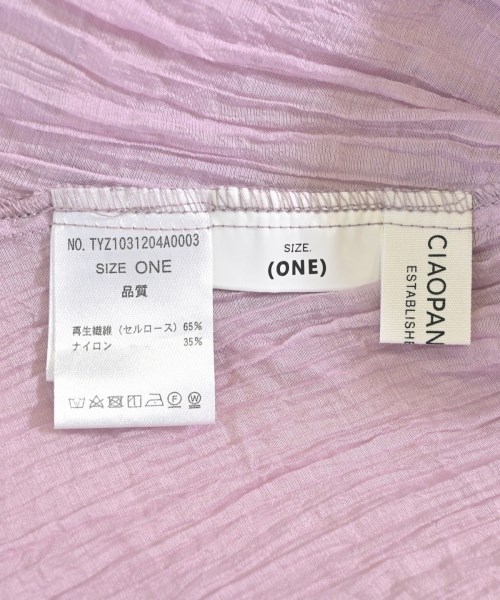 NO. TYZ1031204A0003
SIZE ONE
品質
再生繊維（セルロース）65%
ナイロン 35%
SIZE.
(ONE)
CIAOPAN
ESTABLISHE